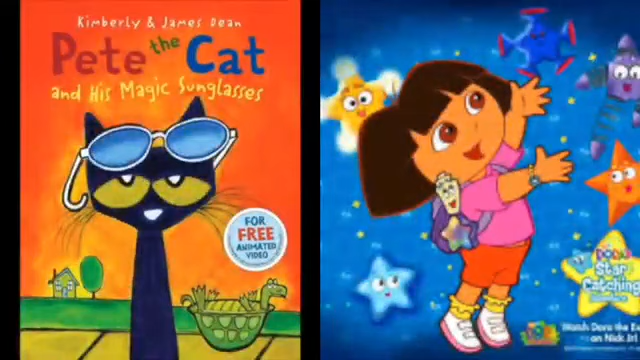 Kimberly & James Dean
Pete the Cat
and His Magic Sunglasses
FOR
FREE
ANIMATED
VIDEO
Star
Catching
Watch Dora the
on Nick Jr!